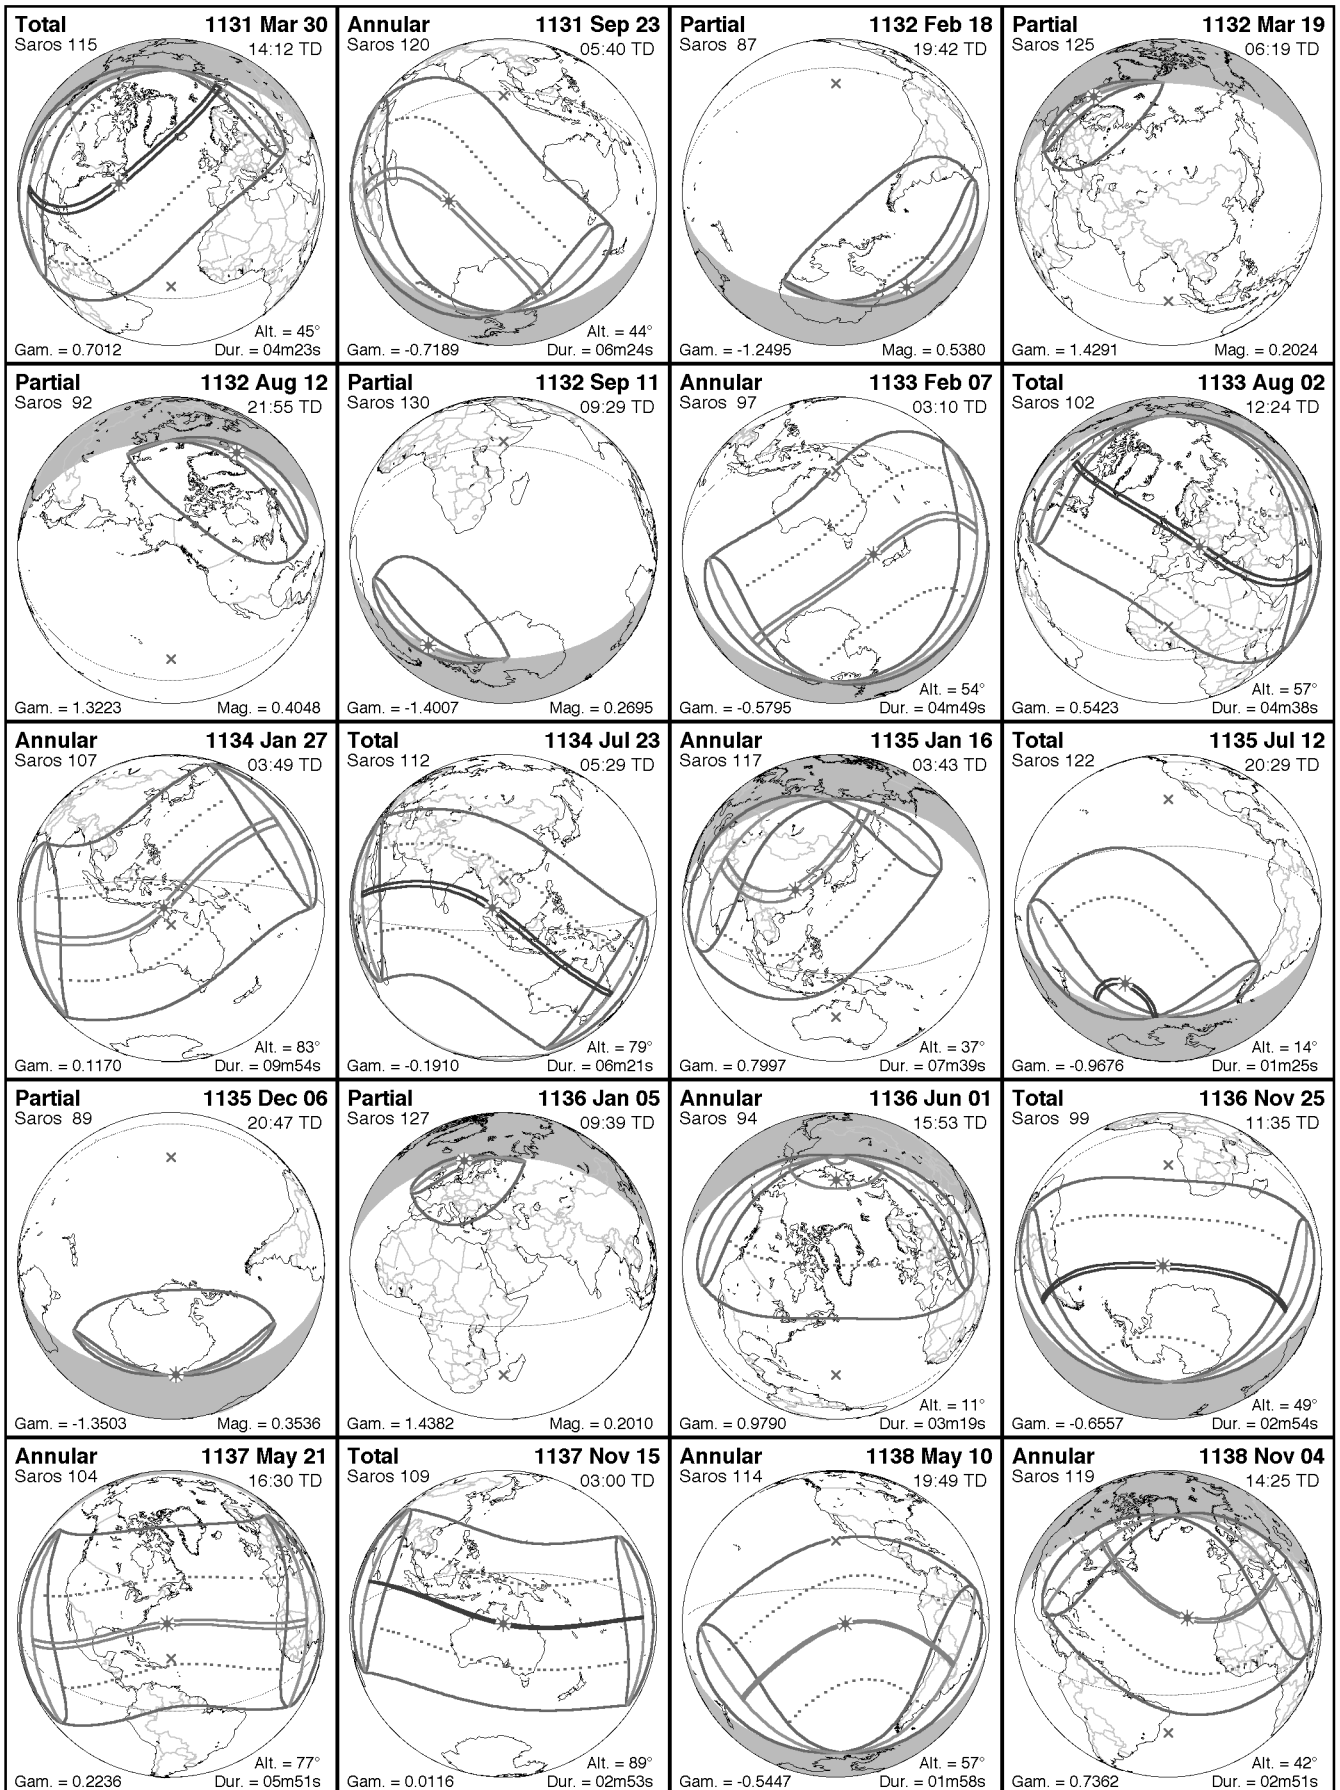 Total 1131 Mar 30
Saros 115 14:12 TD
Alt. = 45°
Gam. = 0.7012 Dur. = 04m23s
Annular 1131 Sep 23
Saros 120 05:40 TD
Alt. = 44°
Gam. = -0.7189 Dur. = 06m24s
Partial 1132 Feb 18
Saros 87 19:42 TD
Gam. = -1.2495 Mag. = 0.5380
Partial 1132 Mar 19
Saros 125 06:19 TD
Gam. = 1.4291 Mag. = 0.2024
Partial 1132 Aug 12
Saros 92 21:55 TD
Gam. = 1.3223 Mag. = 0.4048
Partial 1132 Sep 11
Saros 130 09:29 TD
Gam. = -1.4007 Mag. = 0.2695
Annular 1133 Feb 07
Saros 97 03:10 TD
Alt. = 54°
Gam. = -0.5795 Dur. = 04m49s
Total 1133 Aug 02
Saros 102 12:24 TD
Alt. = 57°
Gam. = 0.5423 Dur. = 04m38s
Annular 1134 Jan 27
Saros 107 03:49 TD
Alt. = 83°
Gam. = 0.1170 Dur. = 09m54s
Total 1134 Jul 23
Saros 112 05:29 TD
Alt. = 79°
Gam. = -0.1910 Dur. = 06m21s
Annular 1135 Jan 16
Saros 117 03:43 TD
Alt. = 37°
Gam. = 0.7997 Dur. = 07m39s
Total 1135 Jul 12
Saros 122 20:29 TD
Alt. = 14°
Gam. = -0.9676 Dur. = 01m25s
Partial 1135 Dec 06
Saros 89 20:47 TD
Gam. = -1.3503 Mag. = 0.3536
Partial 1136 Jan 05
Saros 127 09:39 TD
Gam. = 1.4382 Mag. = 0.2010
Annular 1136 Jun 01
Saros 94 15:53 TD
Alt. = 11°
Gam. = 0.9790 Dur. = 03m19s
Total 1136 Nov 25
Saros 99 11:35 TD
Alt. = 49°
Gam. = -0.6557 Dur. = 02m54s
Annular 1137 May 21
Saros 104 16:30 TD
Alt. = 77°
Gam. = 0.2236 Dur. = 05m51s
Total 1137 Nov 15
Saros 109 03:00 TD
Alt. = 89°
Gam. = 0.0116 Dur. = 02m53s
Annular 1138 May 10
Saros 114 19:49 TD
Alt. = 57°
Gam. = -0.5447 Dur. = 01m58s
Annular 1138 Nov 04
Saros 119 14:25 TD
Alt. = 42°
Gam. = 0.7362 Dur. = 02m51s